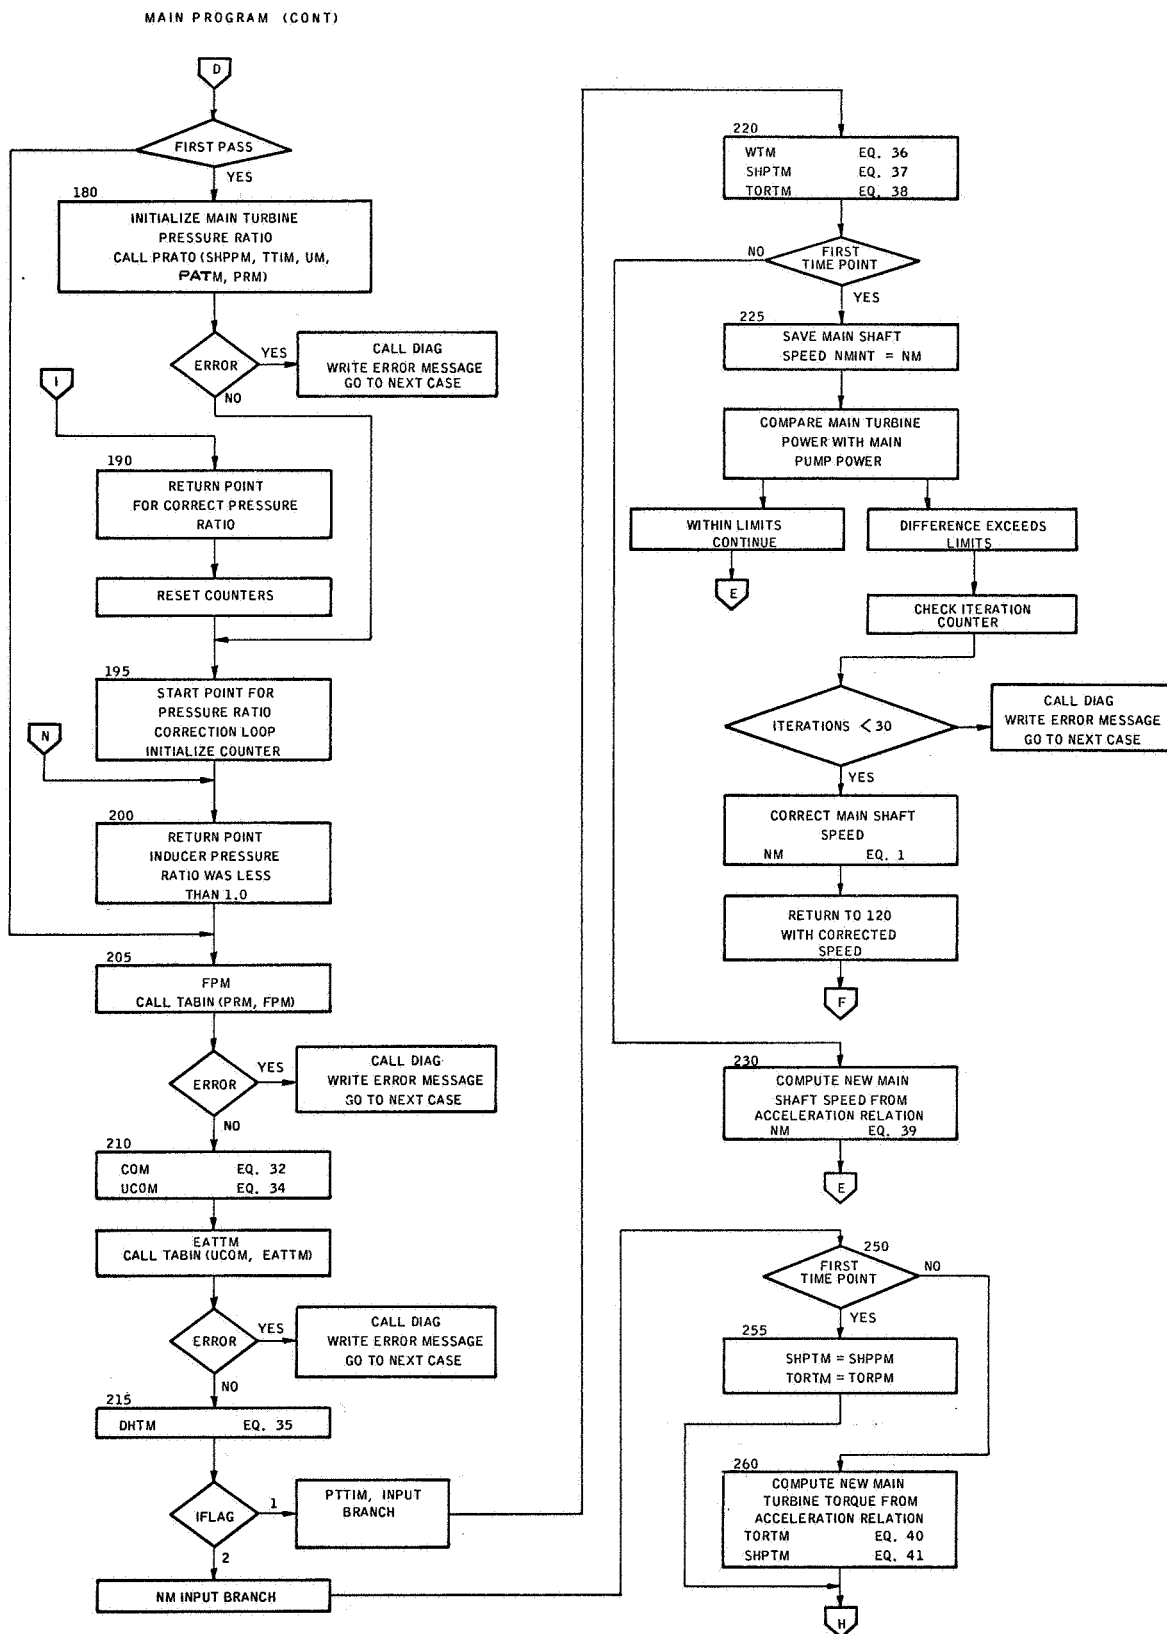 MAIN PROGRAM (CONT)
D
FIRST PASS
YES
180
INITIALIZE MAIN TURBINE
PRESSURE RATIO
CALL PRATO (SHPPM, TTIM, UM,
PATM, PRM)
ERROR
YES
CALL DIAG
WRITE ERROR MESSAGE
GO TO NEXT CASE
NO
I
190
RETURN POINT
FOR CORRECT PRESSURE
RATIO
RESET COUNTERS
195
START POINT FOR
PRESSURE RATIO
CORRECTION LOOP
INITIALIZE COUNTER
N
200
RETURN POINT
INDUCER PRESSURE
RATIO WAS LESS
THAN 1.0
205
FPM
CALL TABIN (PRM, FPM)
ERROR
YES
CALL DIAG
WRITE ERROR MESSAGE
GO TO NEXT CASE
NO
210
COM EQ. 32
UCOM EQ. 34
EATTM
CALL TABIN (UCOM, EATTM)
ERROR
YES
CALL DIAG
WRITE ERROR MESSAGE
GO TO NEXT CASE
NO
215
DHTM EQ. 35
IFLAG
1
PTTIM, INPUT
BRANCH
2
NM INPUT BRANCH
220
WTM EQ. 36
SHPTM EQ. 37
TORTM EQ. 38
NO
FIRST
TIME POINT
YES
225
SAVE MAIN SHAFT
SPEED NMINT = NM
COMPARE MAIN TURBINE
POWER WITH MAIN
PUMP POWER
WITHIN LIMITS
CONTINUE
E
DIFFERENCE EXCEEDS
LIMITS
CHECK ITERATION
COUNTER
ITERATIONS < 30
CALL DIAG
WRITE ERROR MESSAGE
GO TO NEXT CASE
YES
CORRECT MAIN SHAFT
SPEED
NM EQ. 1
RETURN TO 120
WITH CORRECTED
SPEED
F
230
COMPUTE NEW MAIN
SHAFT SPEED FROM
ACCELERATION RELATION
NM EQ. 39
E
250
FIRST
TIME POINT
NO
YES
255
SHPTM = SHPPM
TORTM = TORPM
260
COMPUTE NEW MAIN
TURBINE TORQUE FROM
ACCELERATION RELATION
TORTM EQ. 40
SHPTM EQ. 41
H